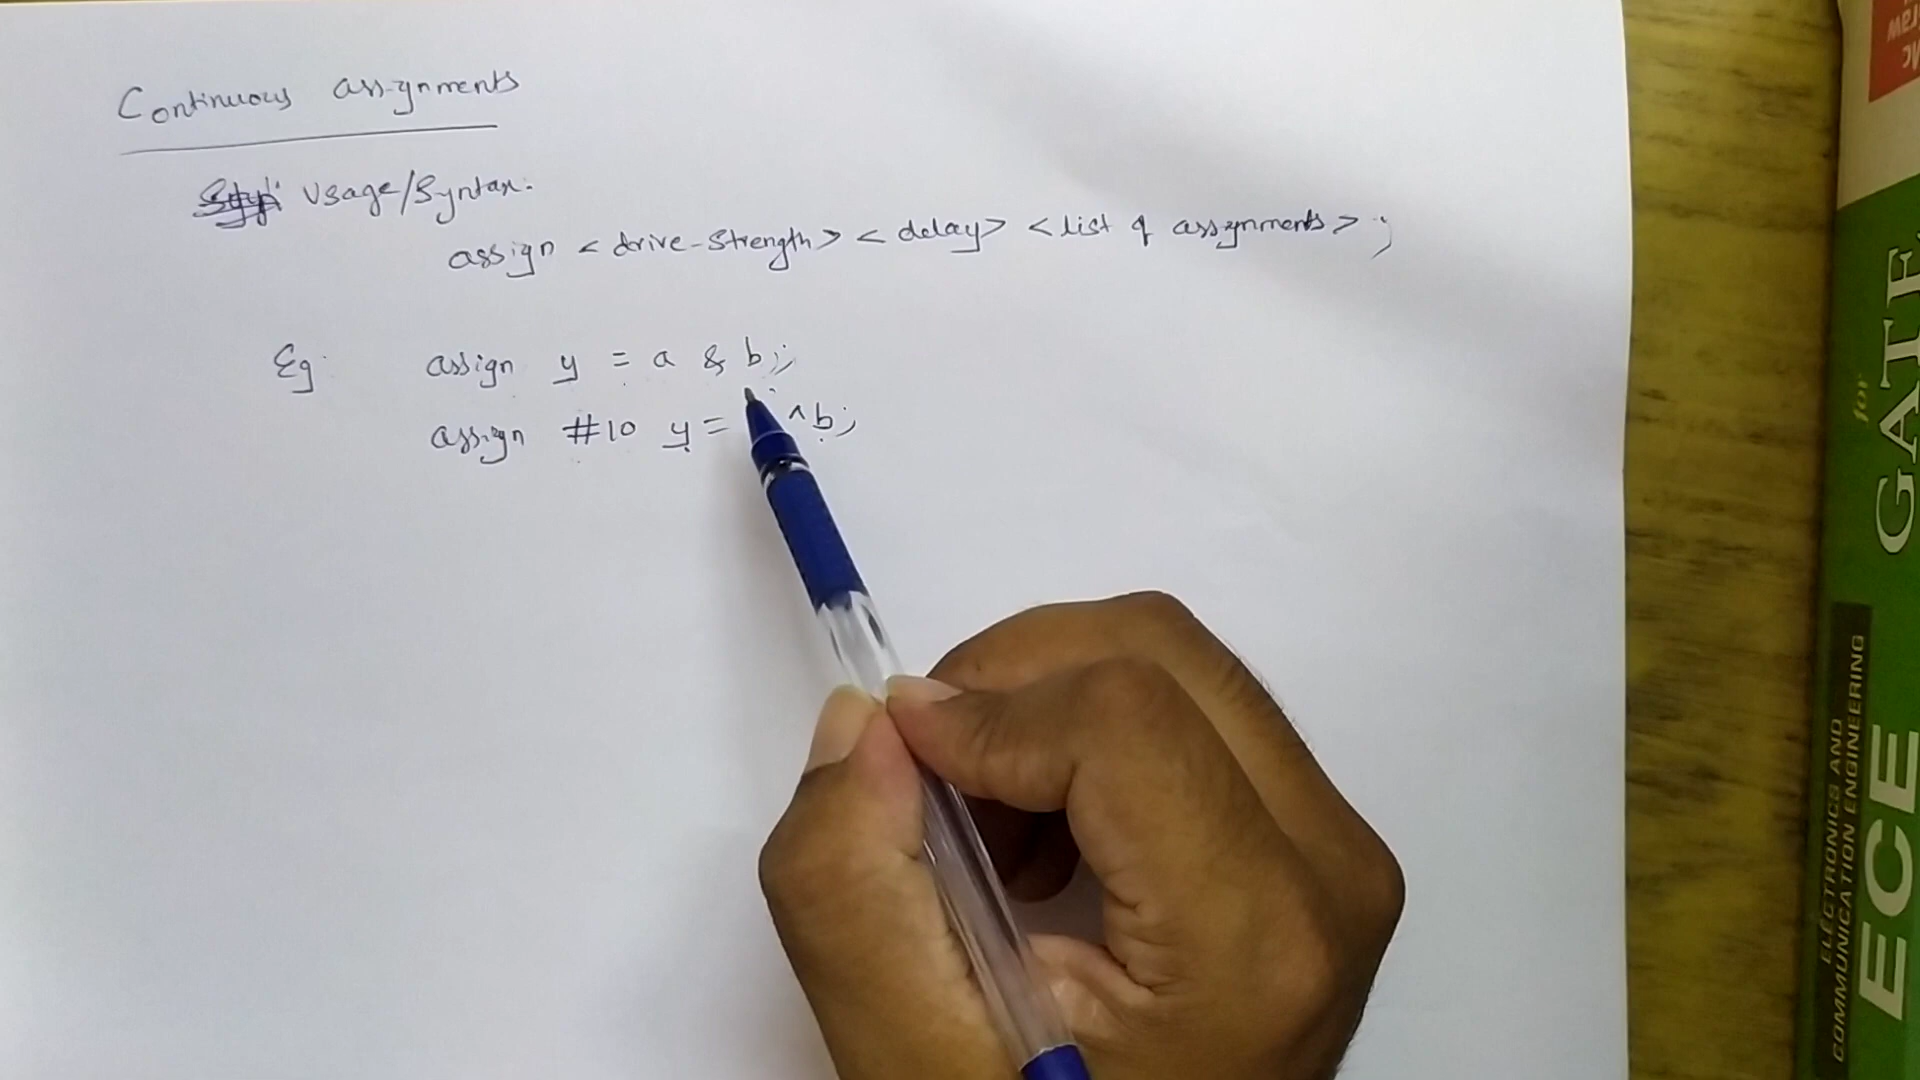 Continuous assignments
Usage/Syntax:
assign <drive-strength> <delay> <list of assignments> ;
Eg: assign y = a & b;
assign #10 y = ^ b;
for
GATE
ELECTRONICS AND
COMMUNICATION ENGINEERING
ECE